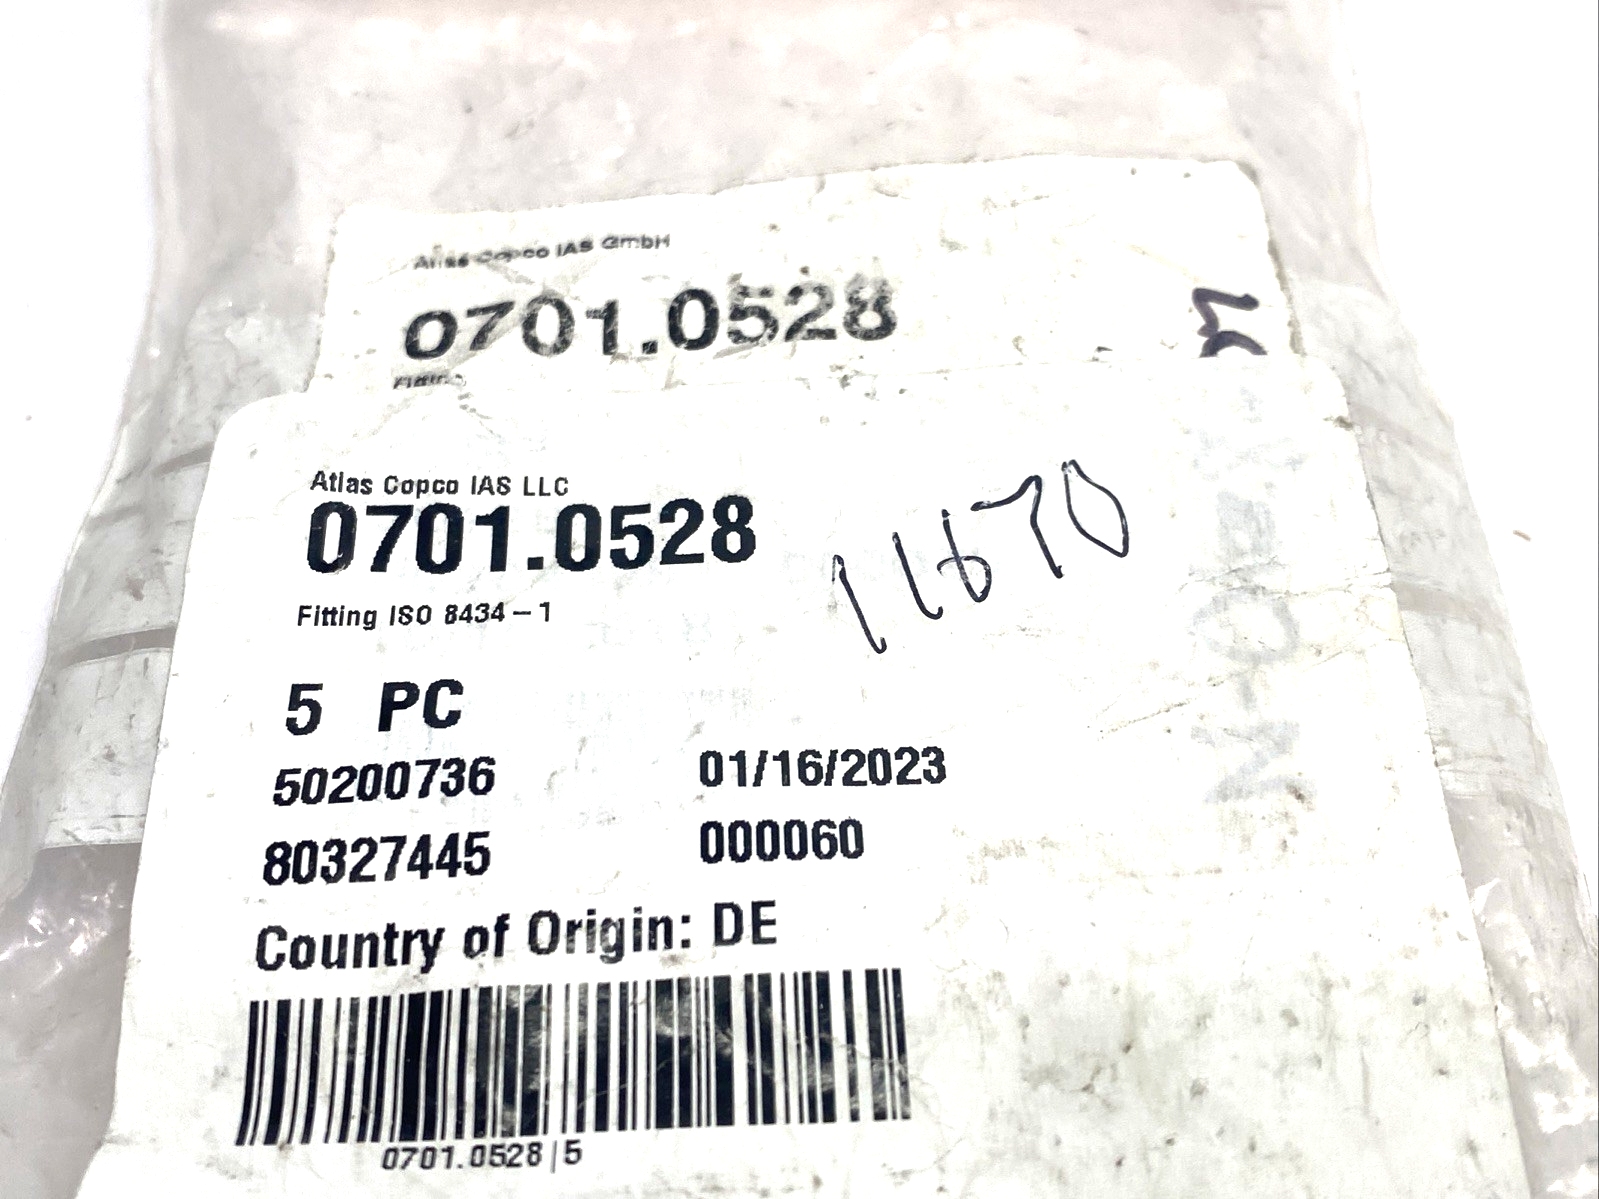 Atlas Copco IAS GmbH
0701.0528
Fitting
Atlas Copco IAS LLC
0701.0528
11670
Fitting ISO 8434-1
5 PC
50200736 01/16/2023
80327445 000060
Country of Origin: DE
0701.0528|5